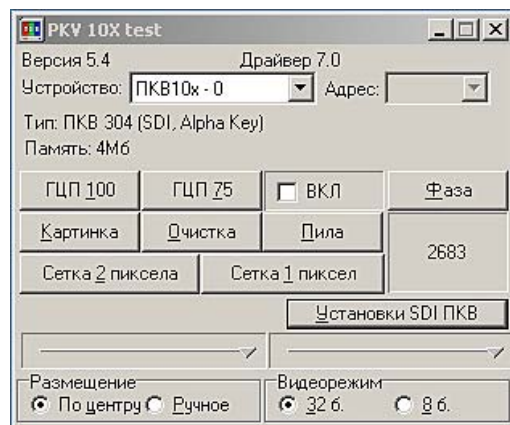 PKV 10X test
Версия 5.4 Драйвер 7.0
Устройство: ПКВ10х - 0 Адрес:
Тип: ПКВ 304 (SDI, Alpha Key)
Память: 4Мб
ГЦП 100 ГЦП 75 ВКЛ Фаза
Картинка Очистка Пила
2683
Сетка 2 пиксела Сетка 1 пиксел
Установки SDI ПКВ
Размещение Видеорежим
По центру Ручное 32 б. 8 б.